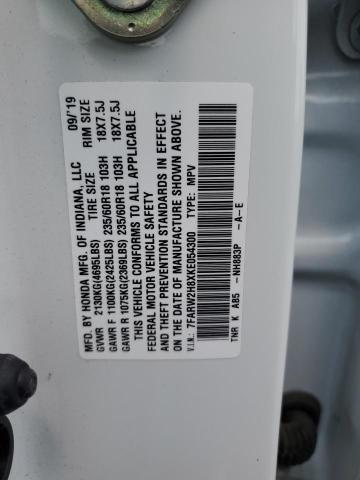 MFD. BY HONDA MFG. OF INDIANA, LLC 09/'19
TIRE SIZE RIM SIZE
GVWR 2130KG(4695LBS)
GAWR F 1100KG(2425LBS) 235/60R18 103H 18X7.5J
GAWR R 1075KG(2369LBS) 235/60R18 103H 18X7.5J
THIS VEHICLE CONFORMS TO ALL APPLICABLE
FEDERAL MOTOR VEHICLE SAFETY
AND THEFT PREVENTION STANDARDS IN EFFECT
ON THE DATE OF MANUFACTURE SHOWN ABOVE.
V.I.N.: 7FARW2H8XKE054300 TYPE: MPV
TNR K AB5 -NH883P -A-E